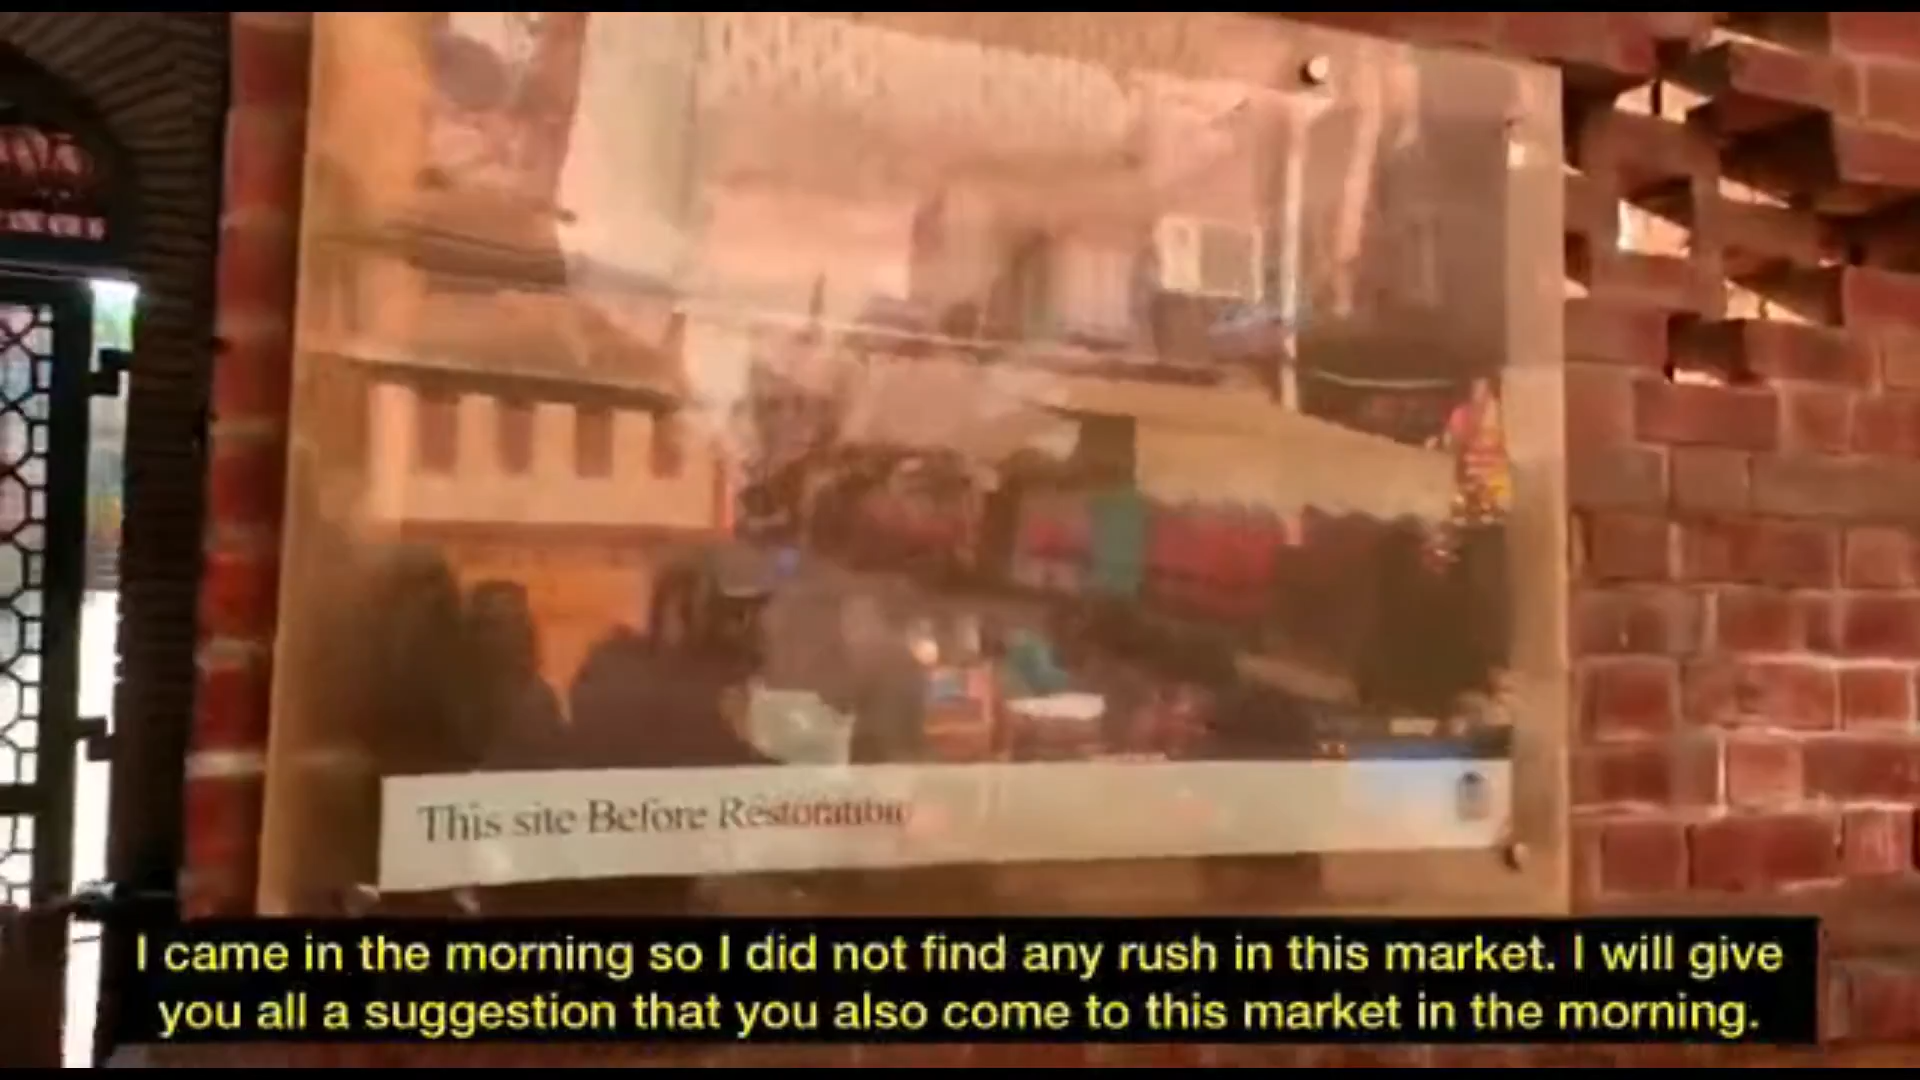 This site Before Restoration
I came in the morning so I did not find any rush in this market. I will give
you all a suggestion that you also come to this market in the morning.